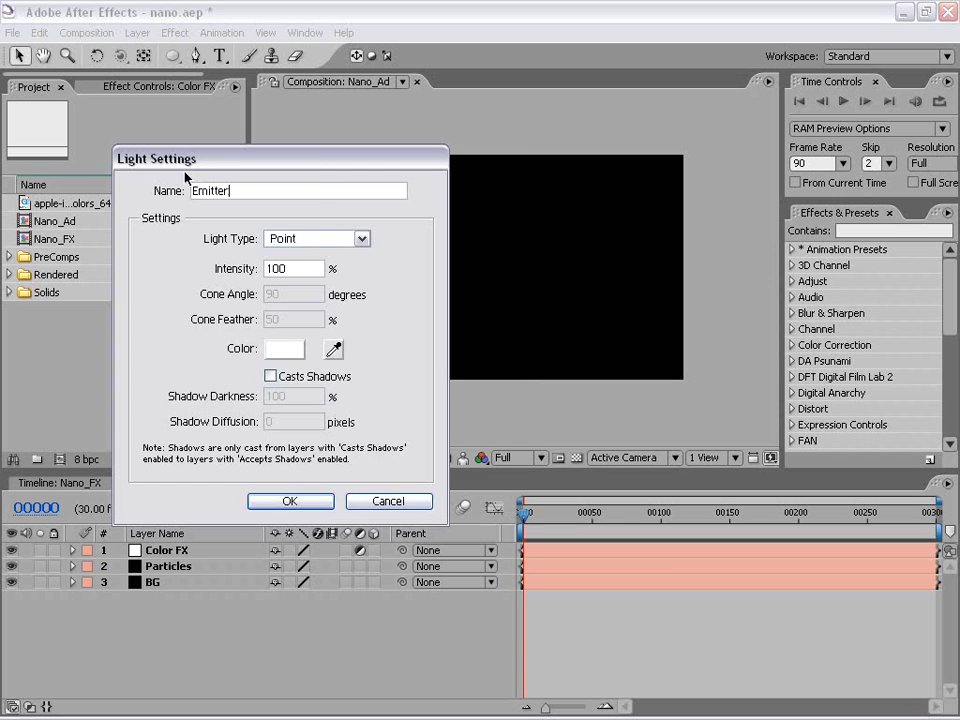 Adobe After Effects - nano.aep *
File Edit Composition Layer Effect Animation View Window Help
Workspace: Standard
Project Effect Controls: Color FX
Composition: Nano_Ad
Time Controls
RAM Preview Options
Frame Rate Skip Resolution
90 2 Full
From Current Time Full Scre
Effects & Presets
Contains:
* Animation Presets
3D Channel
Adjust
Audio
Blur & Sharpen
Channel
Color Correction
DA Psunami
DFT Digital Film Lab 2
Digital Anarchy
Distort
Expression Controls
FAN
Name
apple-i...olors_64
Nano_Ad
Nano_FX
PreComps
Rendered
Solids
8 bpc
Light Settings
Name: Emitter
Settings
Light Type: Point
Intensity: 100 %
Cone Angle: 90 degrees
Cone Feather: 50 %
Color:
Casts Shadows
Shadow Darkness: 100 %
Shadow Diffusion: 0 pixels
Note: Shadows are only cast from layers with 'Casts Shadows'
enabled to layers with 'Accepts Shadows' enabled.
OK Cancel
Full Active Camera 1 View
Timeline: Nano_FX
00000 (30.00 f
00050 00100 00150 00200 00250
# Layer Name Parent
1 Color FX None
2 Particles None
3 BG None